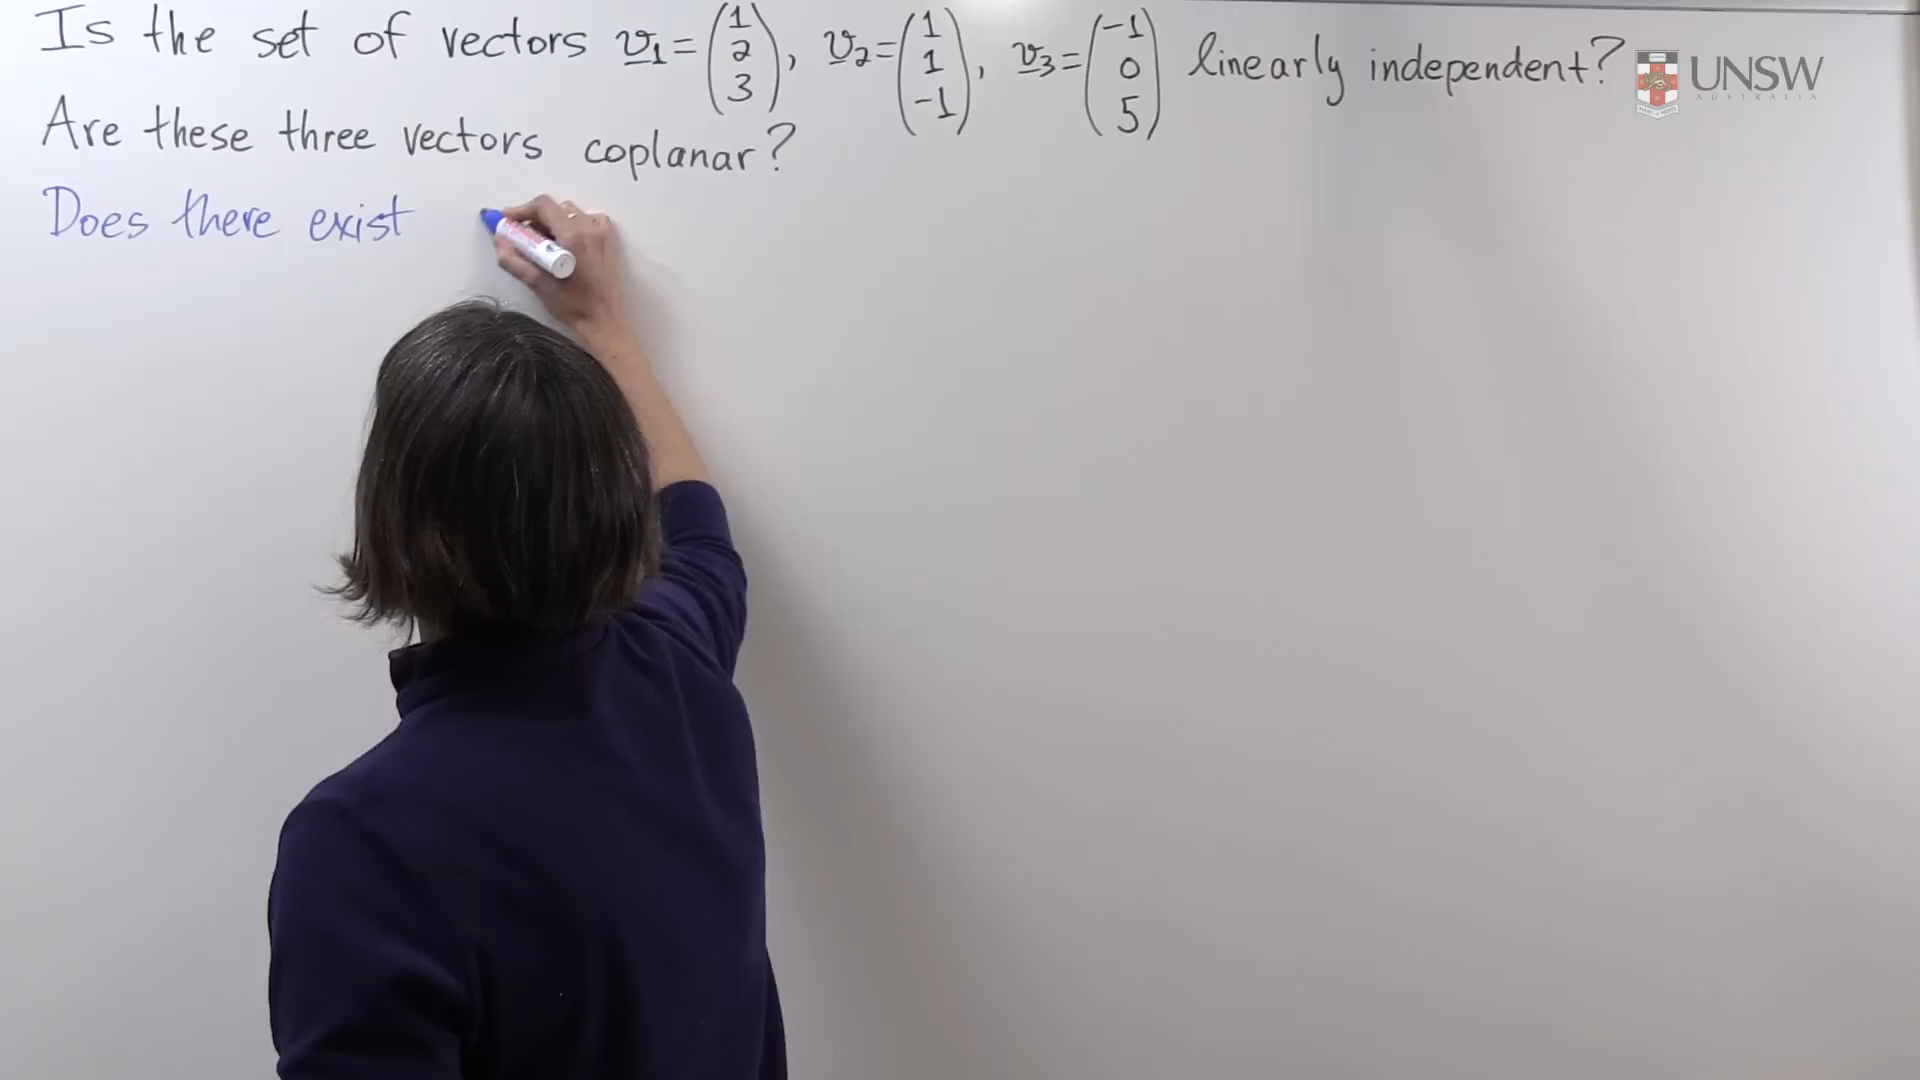 Is the set of vectors v₁=(1 2 3), v₂=(1 1 -1), v₃=(-1 0 5) linearly independent?
UNSW
AUSTRALIA
Are these three vectors coplanar?
Does there exist